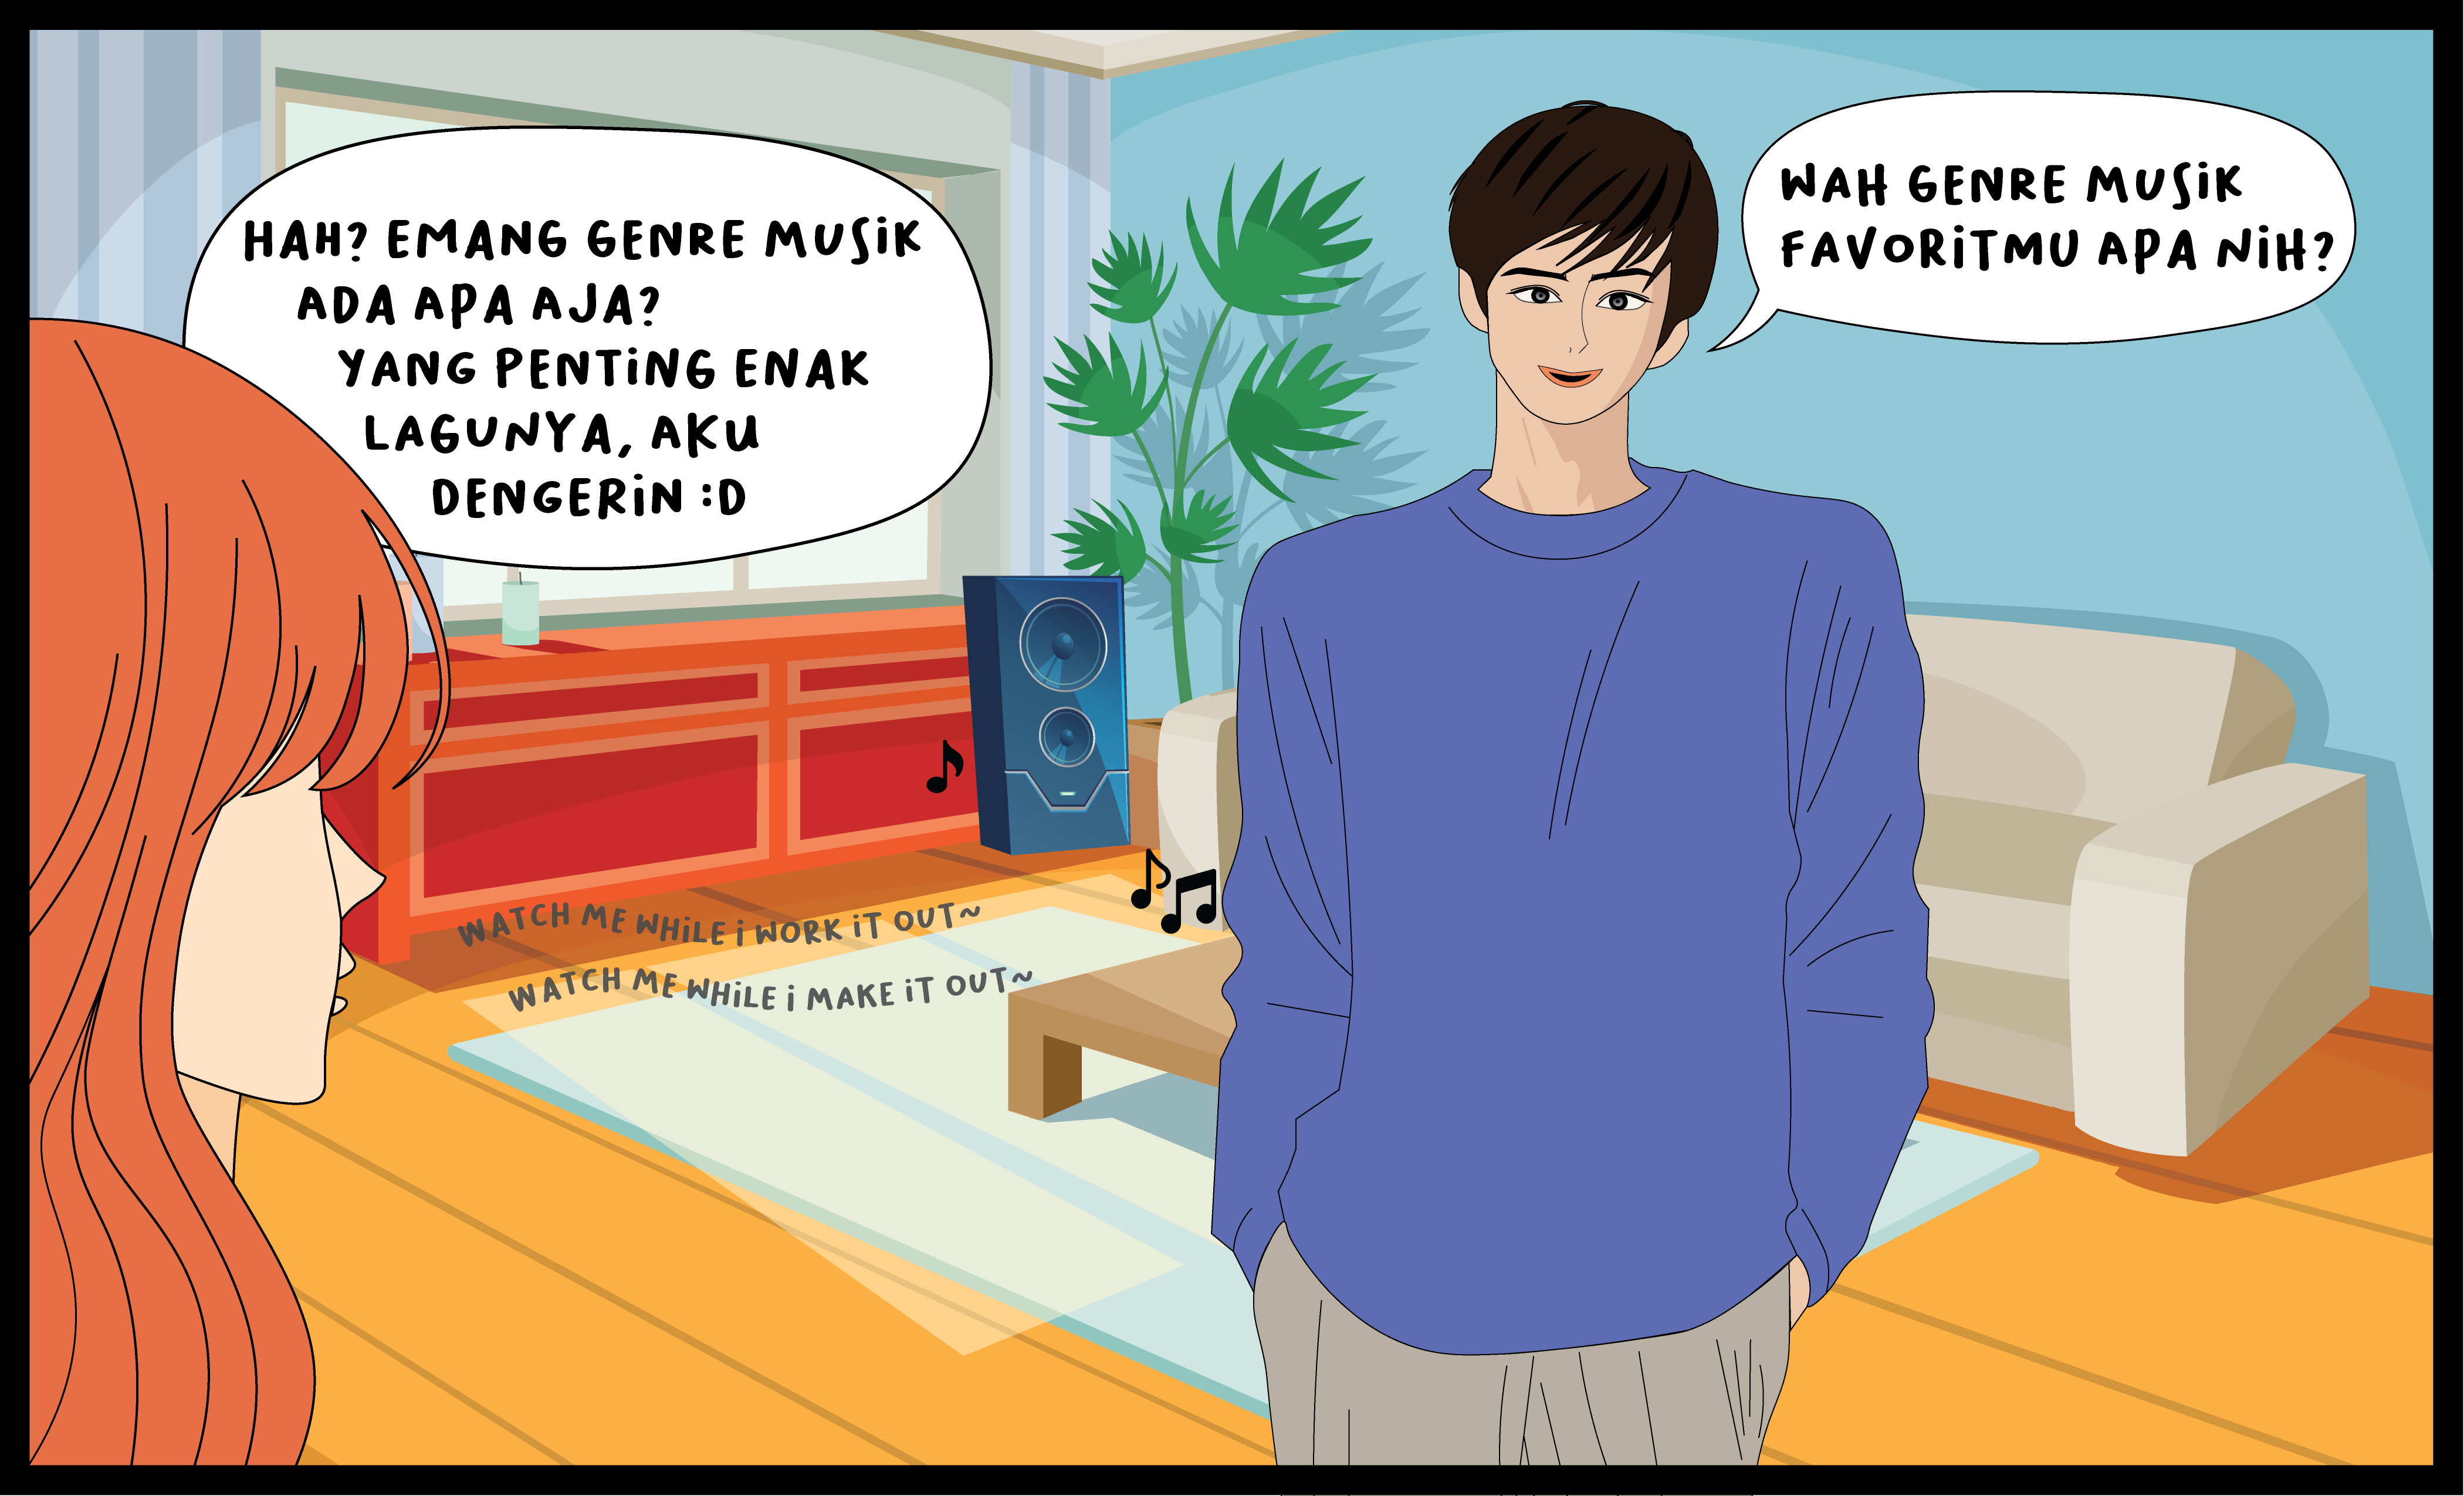 HAH? EMANG GENRE MUSiK
ADA APA AJA?
YANG PENTiNG ENAK
LAGUNYA, AKU
DENGERiN :D
WAH GENRE MUSiK
FAVORiTMU APA NiH?
WATCH ME WHiLE i WORK iT OUT~
WATCH ME WHiLE i MAKE iT OUT~